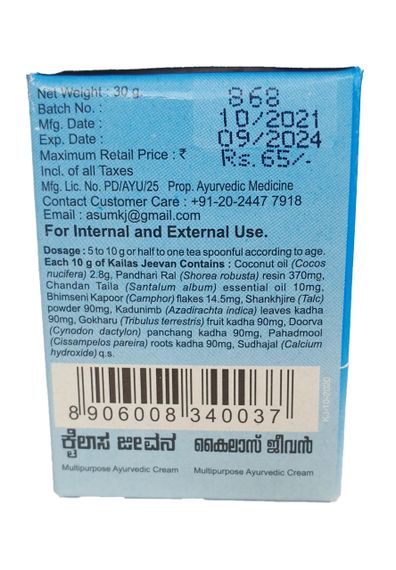 Net Weight : 30 g
Batch No. : 868
Mfg. Date : 10/2021
Exp. Date : 09/2024
Maximum Retail Price : ₹ Rs.65/-
Incl. of all Taxes
Mfg. Lic. No. PD/AYU/25 Prop. Ayurvedic Medicine
Contact Customer Care : +91-20-2447 7918
Email : asumkj@gmail.com
For Internal and External Use.
Dosage : 5 to 10 g or half to one tea spoonful according to age.
Each 10 g of Kailas Jeevan Contains : Coconut oil (Cocos
nucifera) 2.8g, Pandhari Ral (Shorea robusta) resin 370mg,
Chandan Taila (Santalum album) essential oil 10mg,
Bhimseni Kapoor (Camphor) flakes 14.5mg, Shankhjire (Talc)
powder 90mg, Kadunimb (Azadirachta indica) leaves kadha
90mg, Gokharu (Tribulus terrestris) fruit kadha 90mg, Doorva
(Cynodon dactylon) panchang kadha 90mg, Pahadmool
(Cissampelos pareira) roots kadha 90mg, Sudhajal (Calcium
hydroxide) q.s.
8 906008 340037
KJ-10-2020
ಕೈಲಾಸ ಜೀವನ കൈലാസ് ജീവൻ
Multipurpose Ayurvedic Cream Multipurpose Ayurvedic Cream